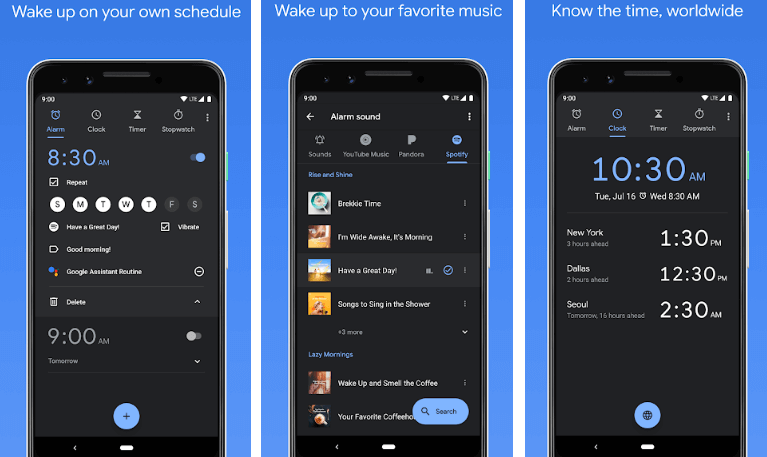 Wake up on your own schedule
9:00 LTE
Alarm Clock Timer Stopwatch
8:30 AM
Repeat
S M T W T F S
Have a Great Day! Vibrate
Good morning!
Google Assistant Routine
Delete
9:00 AM
Tomorrow
Wake up to your favorite music
9:00 LTE
Alarm sound
Sounds YouTube Music Pandora Spotify
Rise and Shine
Brekkie Time
I'm Wide Awake, It's Morning
Have a Great Day!
Songs to Sing in the Shower
+3 more
Lazy Mornings
Wake Up and Smell the Coffee
Your Favorite Coffeeho
Search
Know the time, worldwide
9:00 LTE
Alarm Clock Timer Stopwatch
10:30 AM
Tue, Jul 16 Wed 8:30 AM
New York 1:30 PM
3 hours ahead
Dallas 12:30 PM
2 hours ahead
Seoul 2:30 AM
Tomorrow, 16 hours ahead